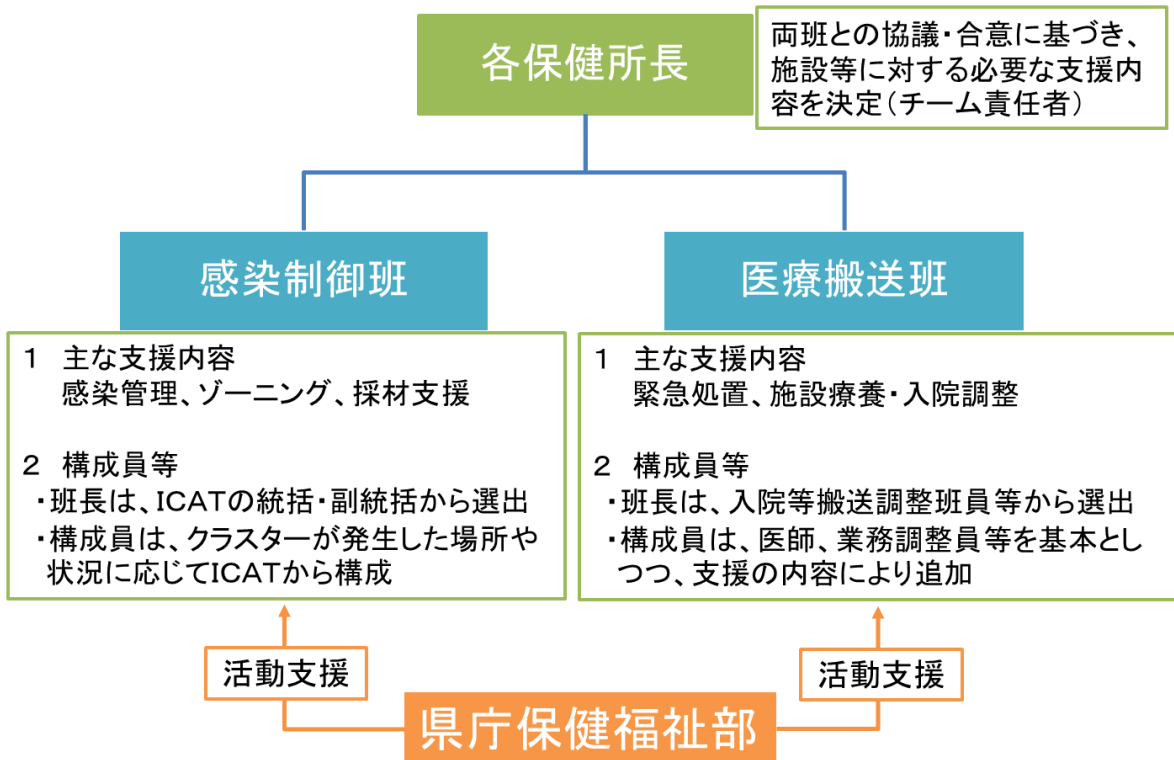 各保健所長
両班との協議・合意に基づき、
施設等に対する必要な支援内
容を決定（チーム責任者）
感染制御班
1　主な支援内容
感染管理、ゾーニング、採材支援
2　構成員等
・班長は、ICATの統括・副統括から選出
・構成員は、クラスターが発生した場所や
状況に応じてICATから構成
医療搬送班
1　主な支援内容
緊急処置、施設療養・入院調整
2　構成員等
・班長は、入院等搬送調整班員等から選出
・構成員は、医師、業務調整員等を基本とし
つつ、支援の内容により追加
活動支援
活動支援
県庁保健福祉部